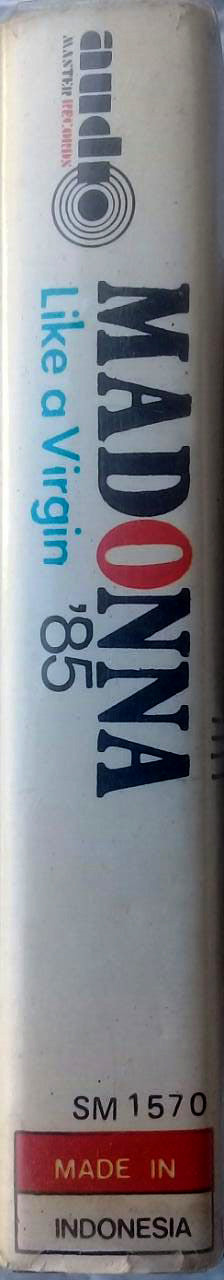 audio
MASTER RECORDS
MADONNA
Like a Virgin '85
SM 1570
MADE IN
INDONESIA